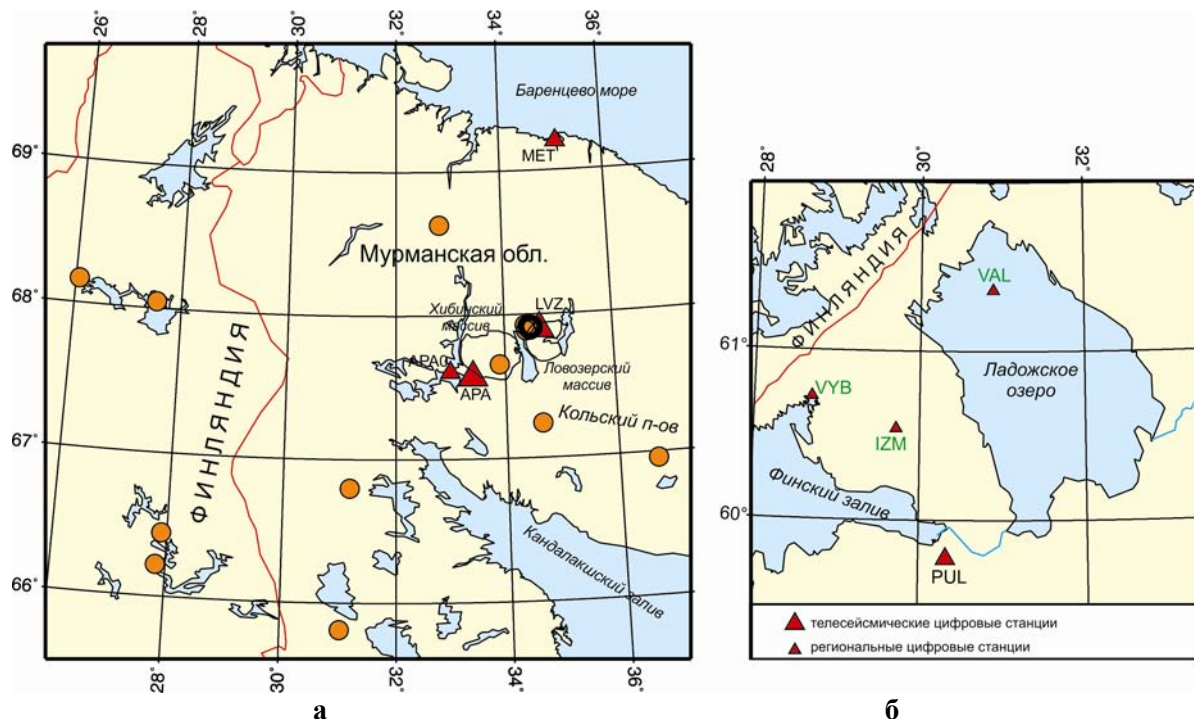 26° 28° 30° 32° 34° 36°
Баренцево море
69°
MET
Мурманская обл.
68°
LVZ
Хибинский
массив
APA0
APA
Ловозерский
массив
Кольский п-ов
67°
ФИНЛЯНДИЯ
Кандалакшский залив
66°
28° 30° 32° 34° 36°
а
28° 30° 32°
ФИНЛЯНДИЯ
VAL
61°
Ладожское
озеро
VYB
IZM
Финский залив
60°
PUL
телесейсмические цифровые станции
региональные цифровые станции
б